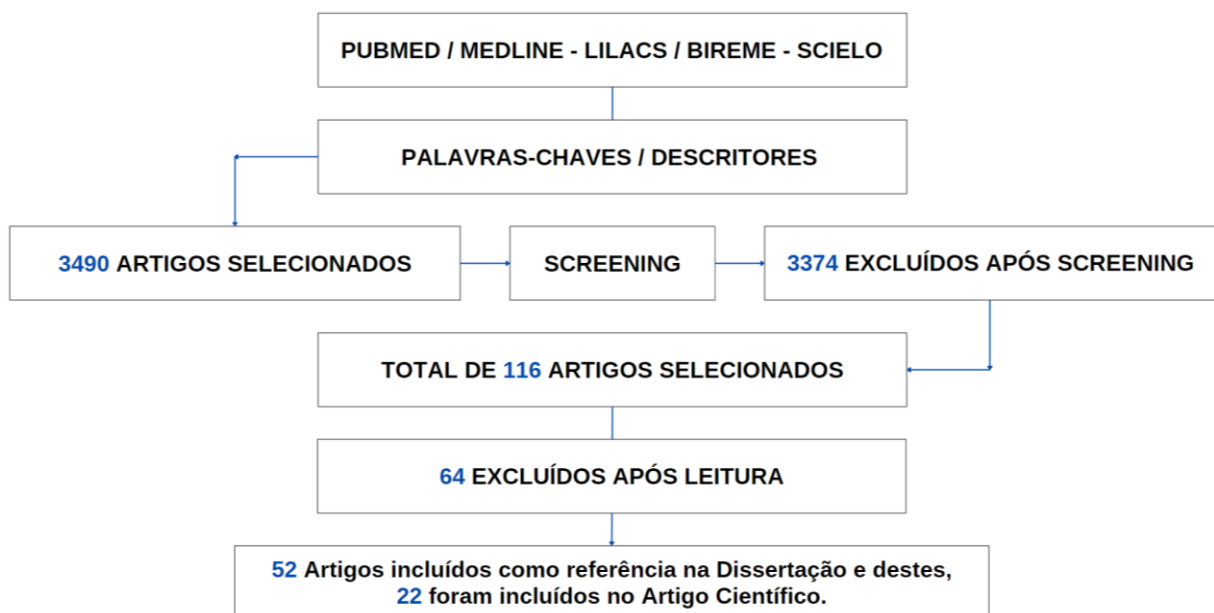 PUBMED / MEDLINE - LILACS / BIREME - SCIELO
PALAVRAS-CHAVES / DESCRITORES
3490 ARTIGOS SELECIONADOS
SCREENING
3374 EXCLUÍDOS APÓS SCREENING
TOTAL DE 116 ARTIGOS SELECIONADOS
64 EXCLUÍDOS APÓS LEITURA
52 Artigos incluídos como referência na Dissertação e destes,
22 foram incluídos no Artigo Científico.